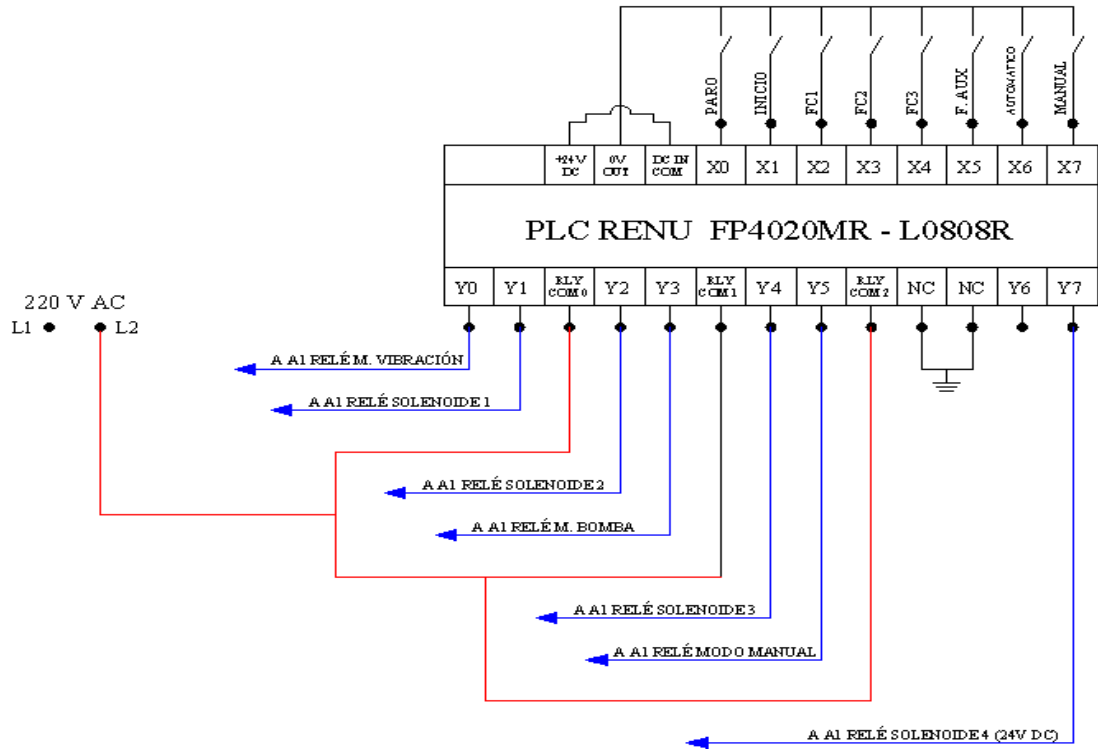 PARO
INICIO
FC1
FC2
FC3
F. AUX
AUTOMATICO
MANUAL
+24 V
DC
0V
OUT
DC IN
COM
X0
X1
X2
X3
X4
X5
X6
X7
PLC RENU FP4020MR - L0808R
Y0
Y1
RLY
COM 0
Y2
Y3
RLY
COM 1
Y4
Y5
RLY
COM 2
NC
NC
Y6
Y7
220 V AC
L1
L2
A A1 RELÉ M. VIBRACIÓN
A A1 RELÉ SOLENOIDE 1
A A1 RELÉ SOLENOIDE 2
A A1 RELÉ M. BOMBA
A A1 RELÉ SOLENOIDE 3
A A1 RELÉ MODO MANUAL
A A1 RELÉ SOLENOIDE 4 (24V DC)